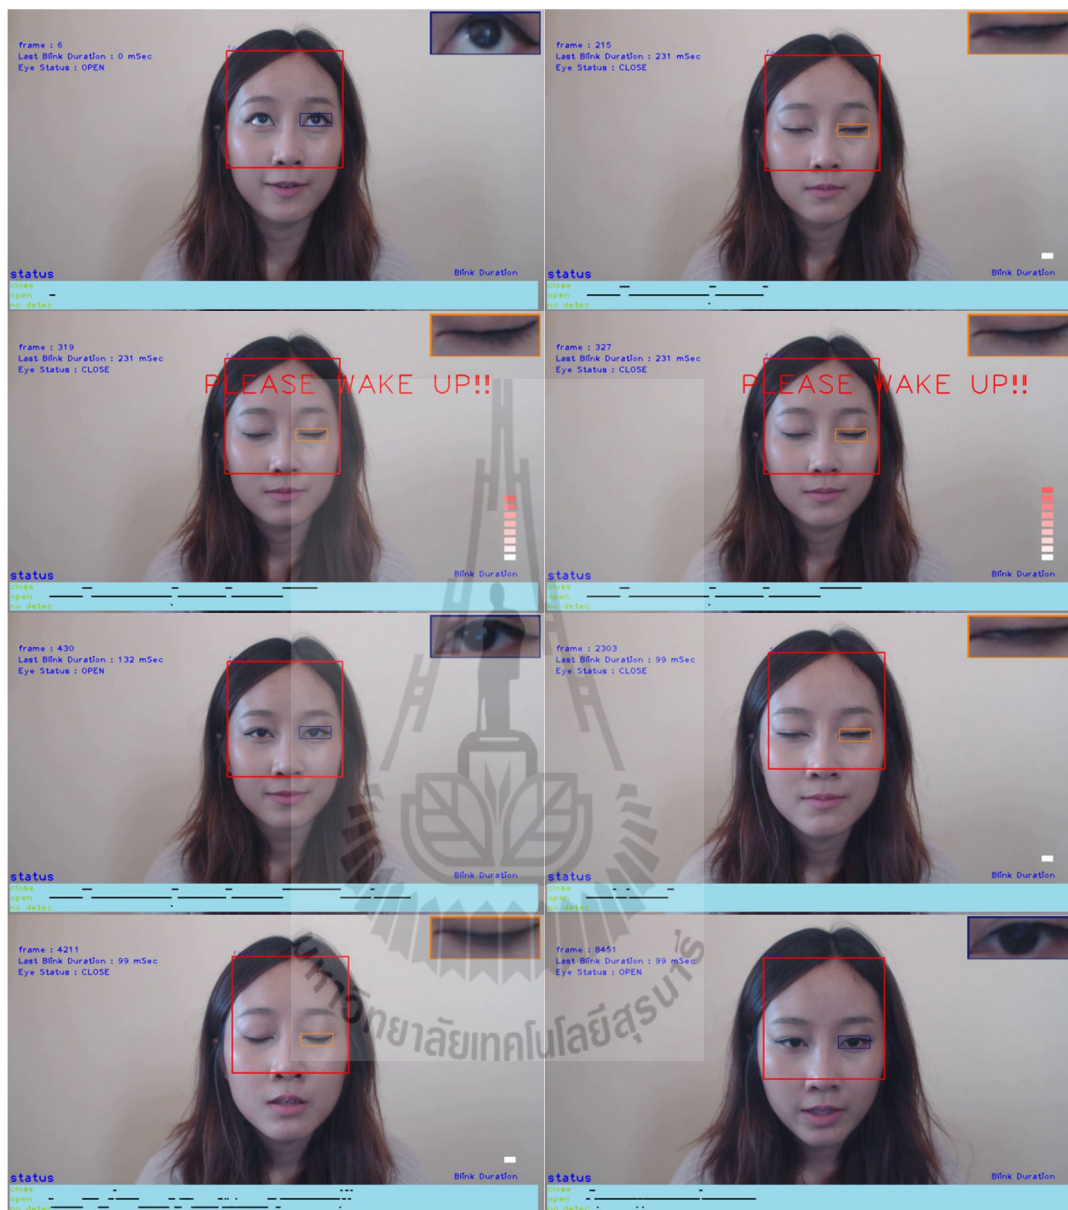 frame : 6
Last Blink Duration : 0 mSec
Eye Status : OPEN
status
Blink Duration
close
open
no detec
frame : 215
Last Blink Duration : 231 mSec
Eye Status : CLOSE
status
Blink Duration
close
open
no detec
frame : 319
Last Blink Duration : 231 mSec
Eye Status : CLOSE
PLEASE WAKE UP!!
status
Blink Duration
close
open
no detec
frame : 327
Last Blink Duration : 231 mSec
Eye Status : CLOSE
PLEASE WAKE UP!!
status
Blink Duration
close
open
no detec
frame : 430
Last Blink Duration : 132 mSec
Eye Status : OPEN
status
Blink Duration
close
open
no detec
frame : 2303
Last Blink Duration : 99 mSec
Eye Status : CLOSE
status
Blink Duration
close
open
no detec
frame : 4211
Last Blink Duration : 99 mSec
Eye Status : CLOSE
status
Blink Duration
close
open
no detec
frame : 8451
Last Blink Duration : 99 mSec
Eye Status : OPEN
status
Blink Duration
close
open
no detec
มหาวิทยาลัยเทคโนโลยีสุรนารี